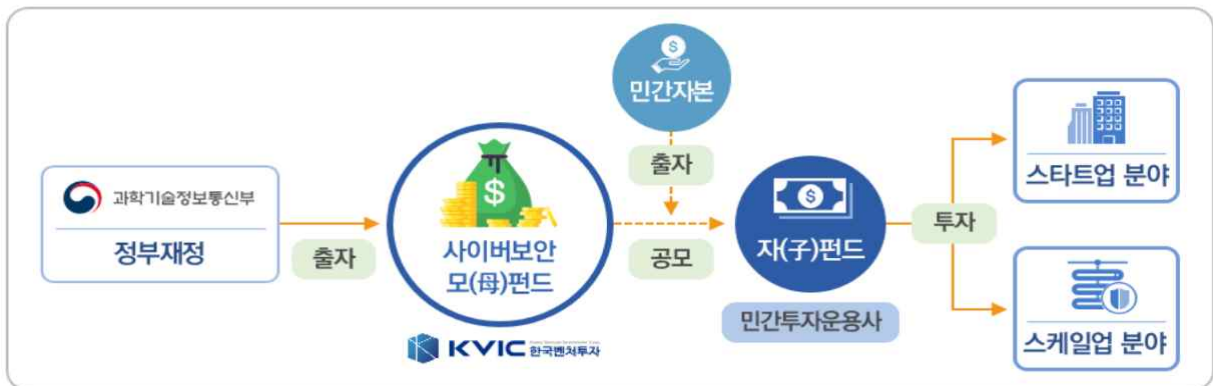 과학기술정보통신부
정부재정
출자
$
사이버보안
모(母)펀드
KVIC 한국벤처투자
$
민간자본
출자
공모
$
자(子)펀드
민간투자운용사
투자
스타트업 분야
스케일업 분야